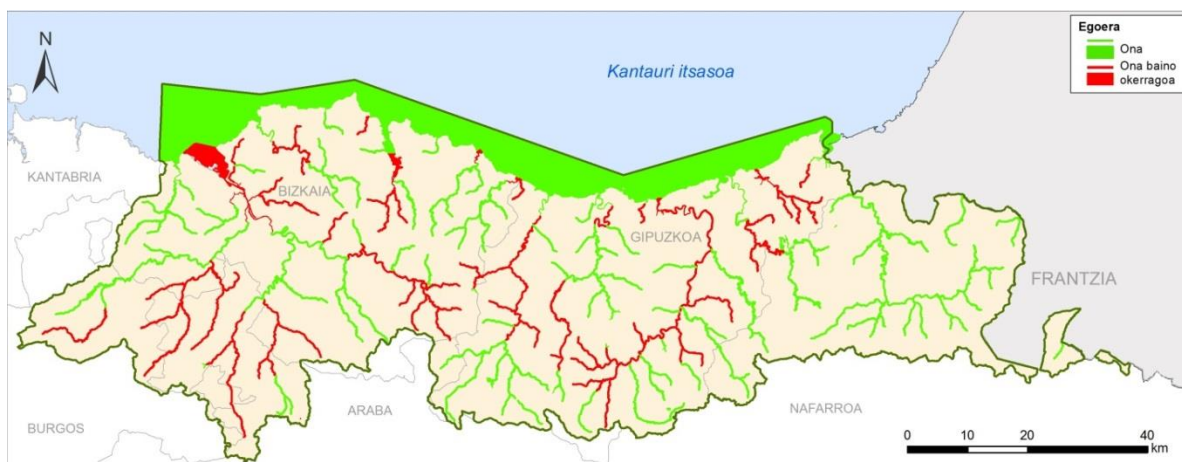 N
Kantauri itsasoa
Egoera
Ona
Ona baino
okerragoa
KANTABRIA
BIZKAIA
GIPUZKOA
FRANTZIA
BURGOS
ARABA
NAFARROA
0 10 20 40
km